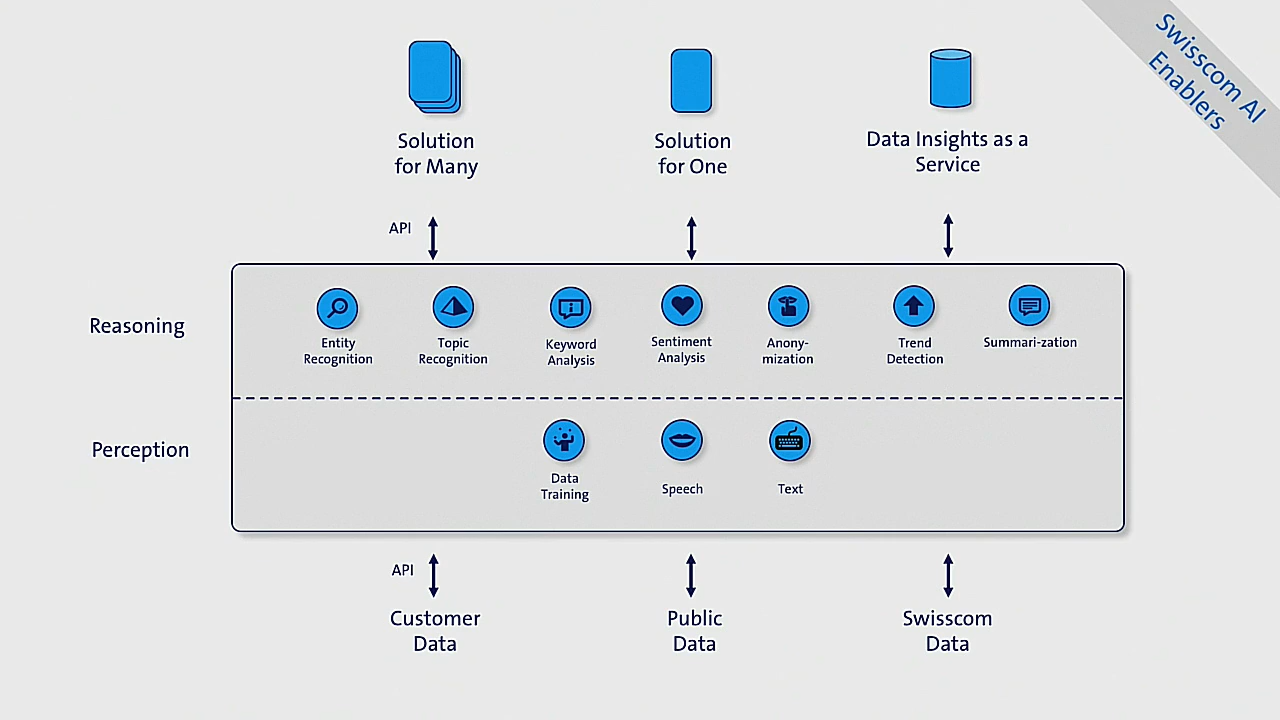 Swisscom AI
Enablers
Solution
for Many
Solution
for One
Data Insights as a
Service
API
Reasoning
Entity
Recognition
Topic
Recognition
Keyword
Analysis
Sentiment
Analysis
Anony-
mization
Trend
Detection
Summari-zation
Perception
Data
Training
Speech
Text
API
Customer
Data
Public
Data
Swisscom
Data